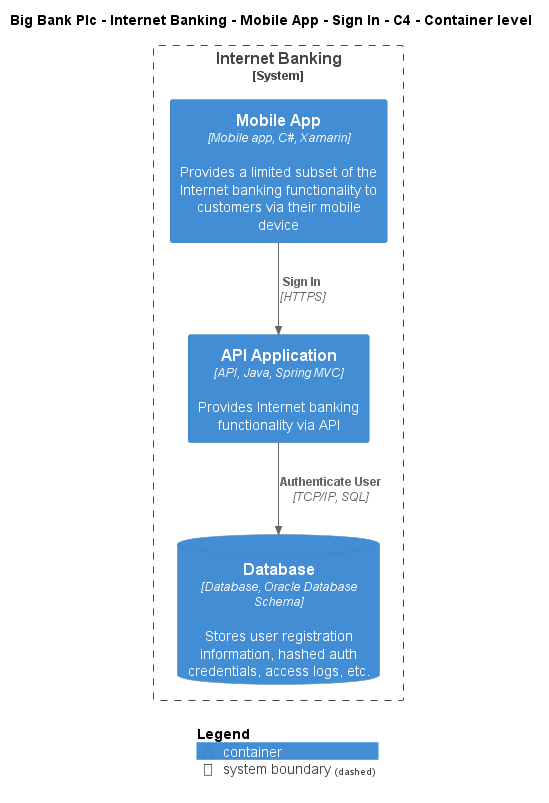 Big Bank Plc - Internet Banking - Mobile App - Sign In - C4 - Container level
Internet Banking
[System]
Mobile App
[Mobile app, C#, Xamarin]
Provides a limited subset of the
Internet banking functionality to
customers via their mobile
device
Sign In
[HTTPS]
API Application
[API, Java, Spring MVC]
Provides Internet banking
functionality via API
Authenticate User
[TCP/IP, SQL]
Database
[Database, Oracle Database
Schema]
Stores user registration
information, hashed auth
credentials, access logs, etc.
Legend
container
system boundary (dashed)